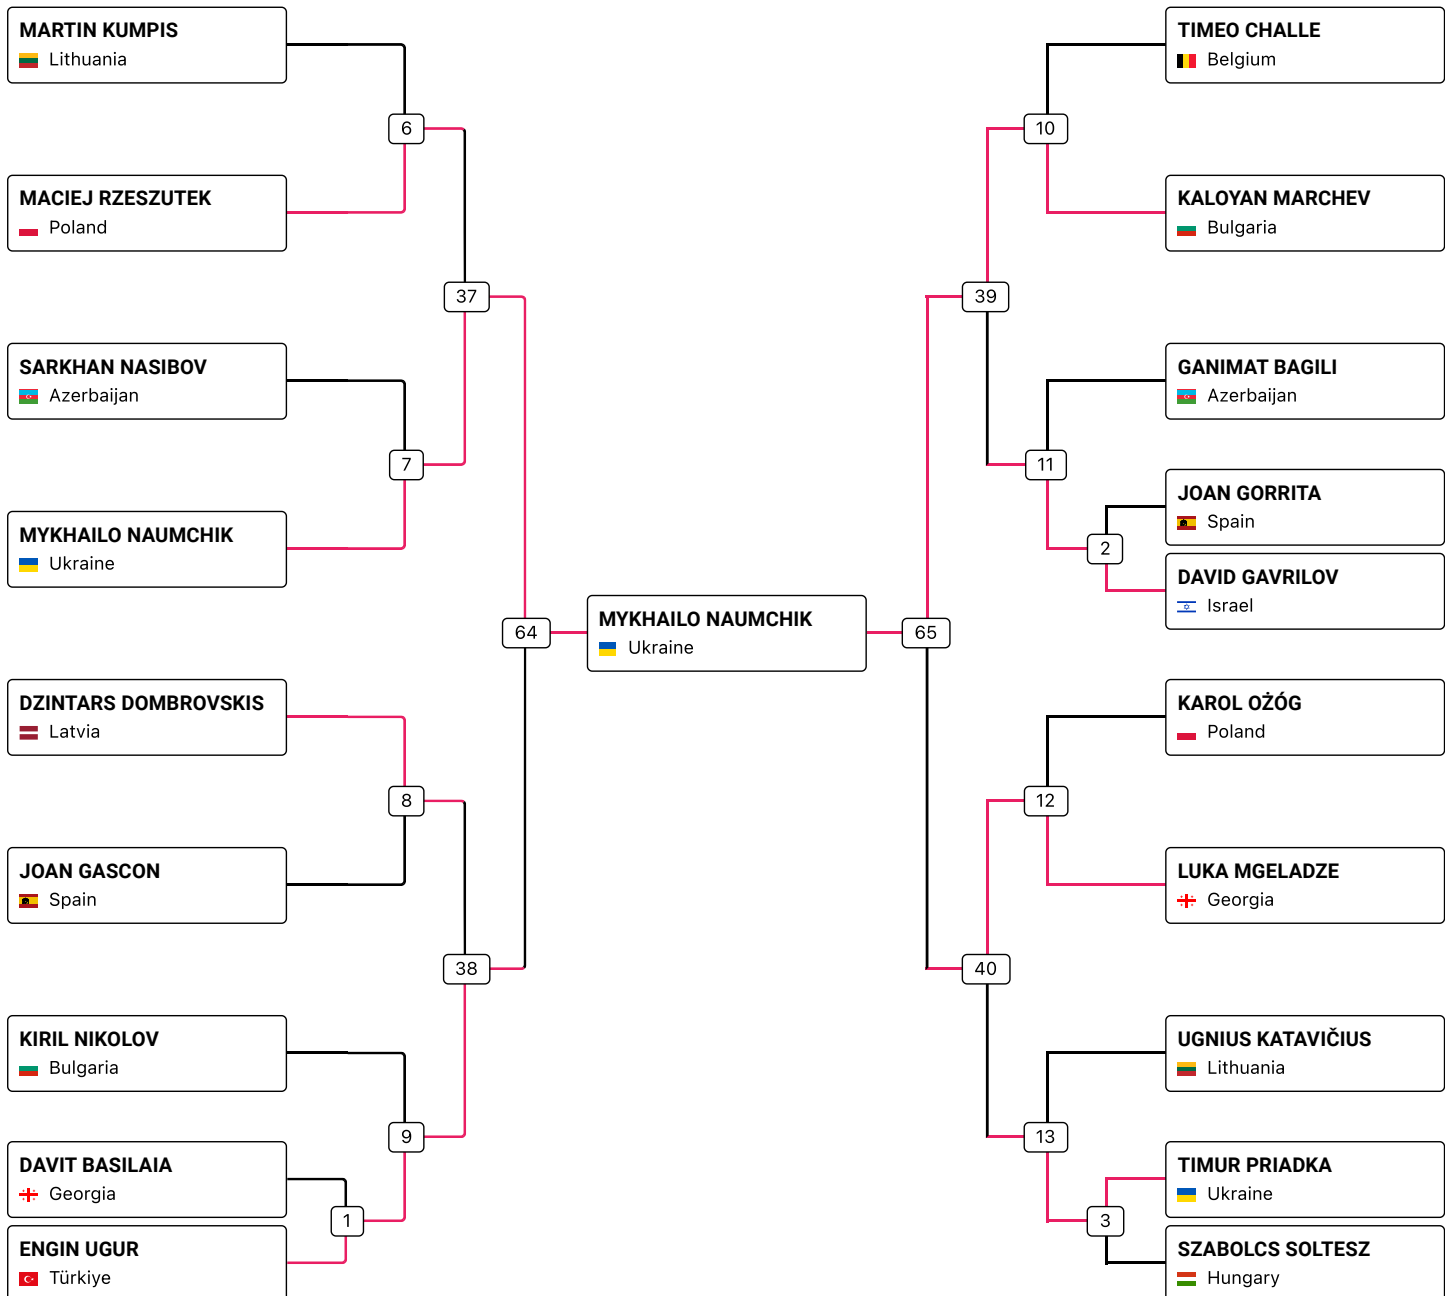 MARTIN KUMPIS
Lithuania
6
MACIEJ RZESZUTEK
Poland
37
SARKHAN NASIBOV
Azerbaijan
7
MYKHAILO NAUMCHIK
Ukraine
64
DZINTARS DOMBROVSKIS
Latvia
8
JOAN GASCON
Spain
38
KIRIL NIKOLOV
Bulgaria
9
DAVIT BASILAIA
Georgia
1
ENGIN UGUR
Türkiye
MYKHAILO NAUMCHIK
Ukraine
TIMEO CHALLE
Belgium
10
KALOYAN MARCHEV
Bulgaria
39
GANIMAT BAGILI
Azerbaijan
11
JOAN GORRITA
Spain
2
DAVID GAVRILOV
Israel
65
KAROL OŻÓG
Poland
12
LUKA MGELADZE
Georgia
40
UGNIUS KATAVIČIUS
Lithuania
13
TIMUR PRIADKA
Ukraine
3
SZABOLCS SOLTESZ
Hungary